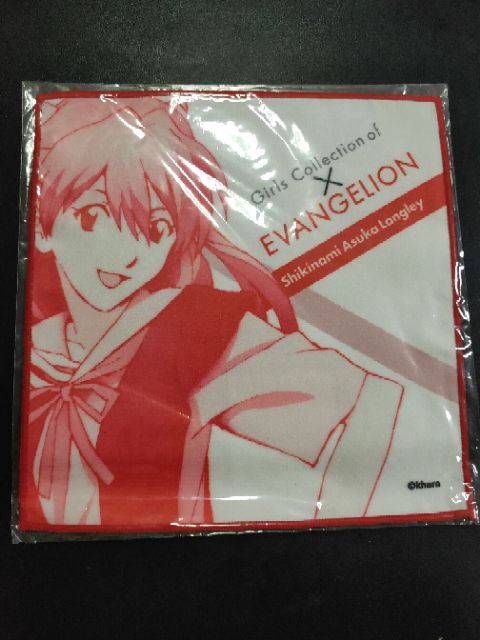 Girls Collection of
X
EVANGELION
Shikinami Asuka Langley
©khara